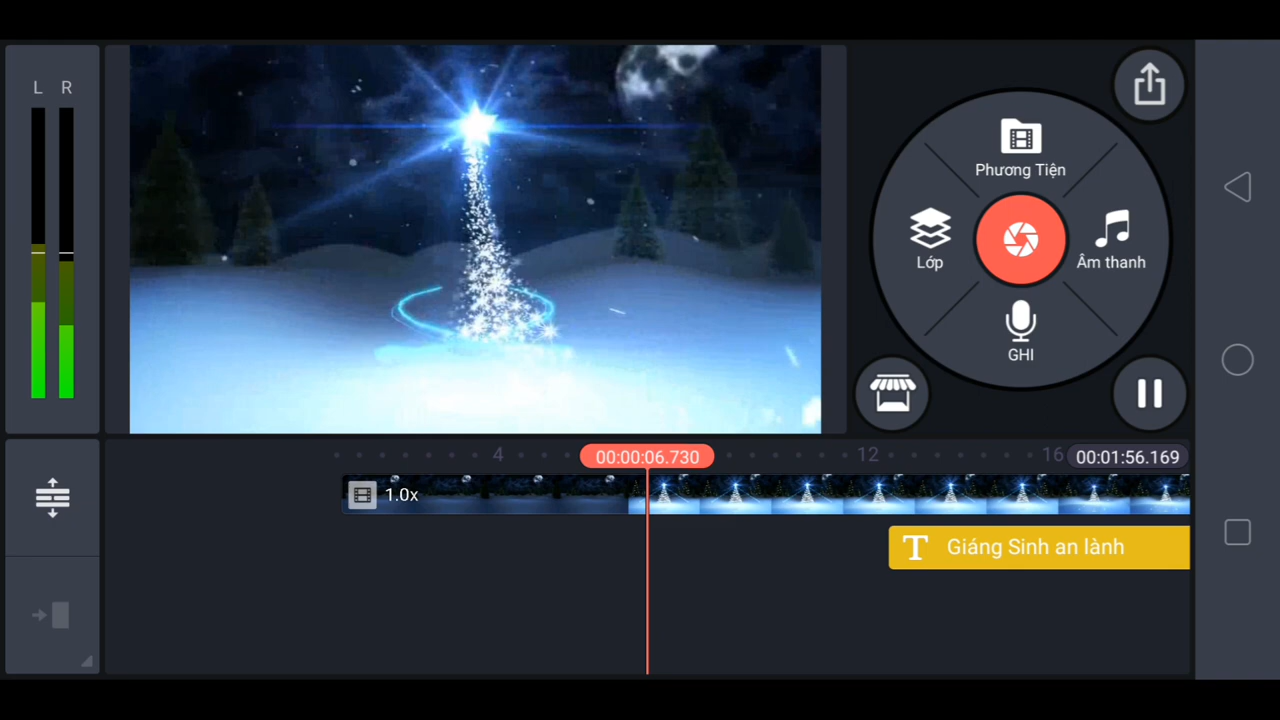 L R
Phương Tiện
Lớp
Âm thanh
GHI
4
00:00:06.730
12
16
00:01:56.169
1.0x
T Giáng Sinh an lành